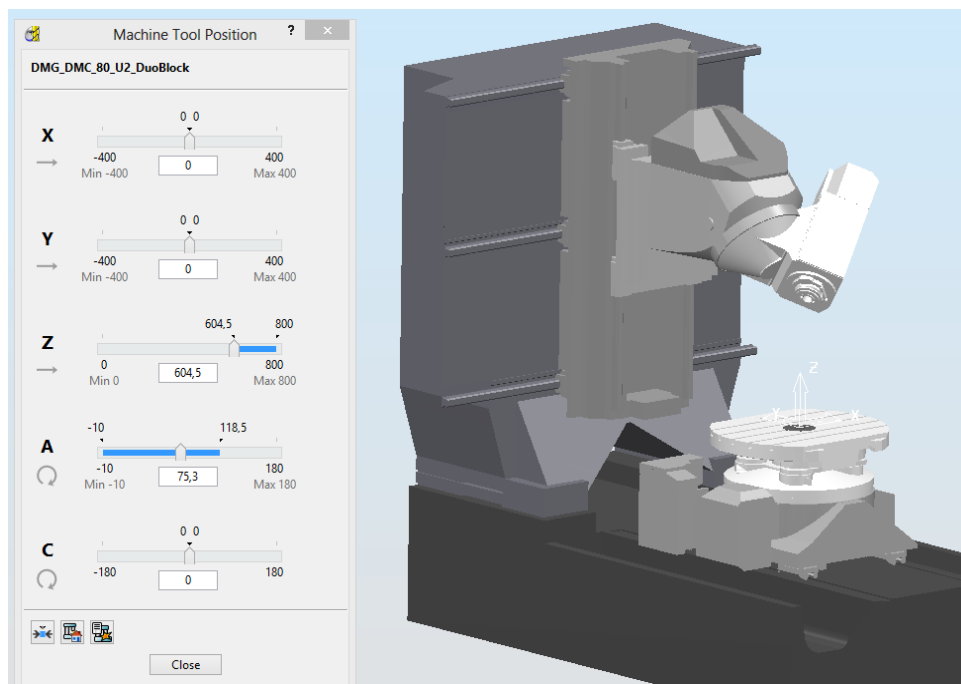 Machine Tool Position ? ×
DMG_DMC_80_U2_DuoBlock
0 0
X
-400 0 400
Min -400 Max 400
0 0
Y
-400 0 400
Min -400 Max 400
604,5 800
Z
0 604,5 800
Min 0 Max 800
-10 118,5
A
-10 75,3 180
Min -10 Max 180
0 0
C
-180 0 180
Close
Z
Y X